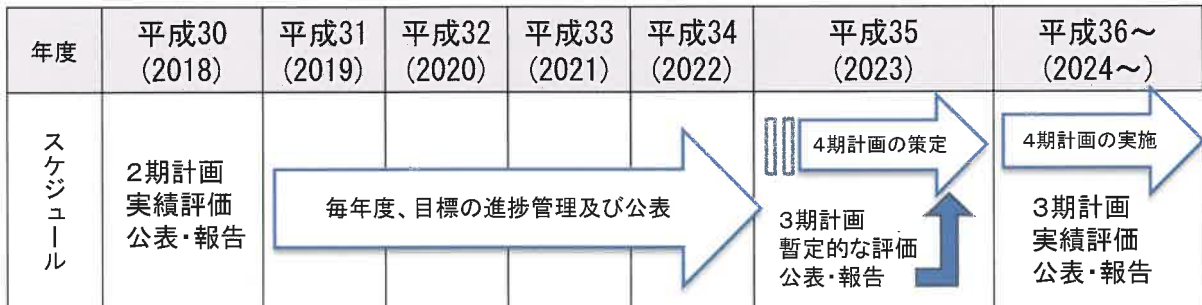 年度
平成30
(2018)
平成31
(2019)
平成32
(2020)
平成33
(2021)
平成34
(2022)
平成35
(2023)
平成36～
(2024～)
スケジュール
2期計画
実績評価
公表・報告
毎年度、目標の進捗管理及び公表
4期計画の策定
3期計画
暫定的な評価
公表・報告
4期計画の実施
3期計画
実績評価
公表・報告